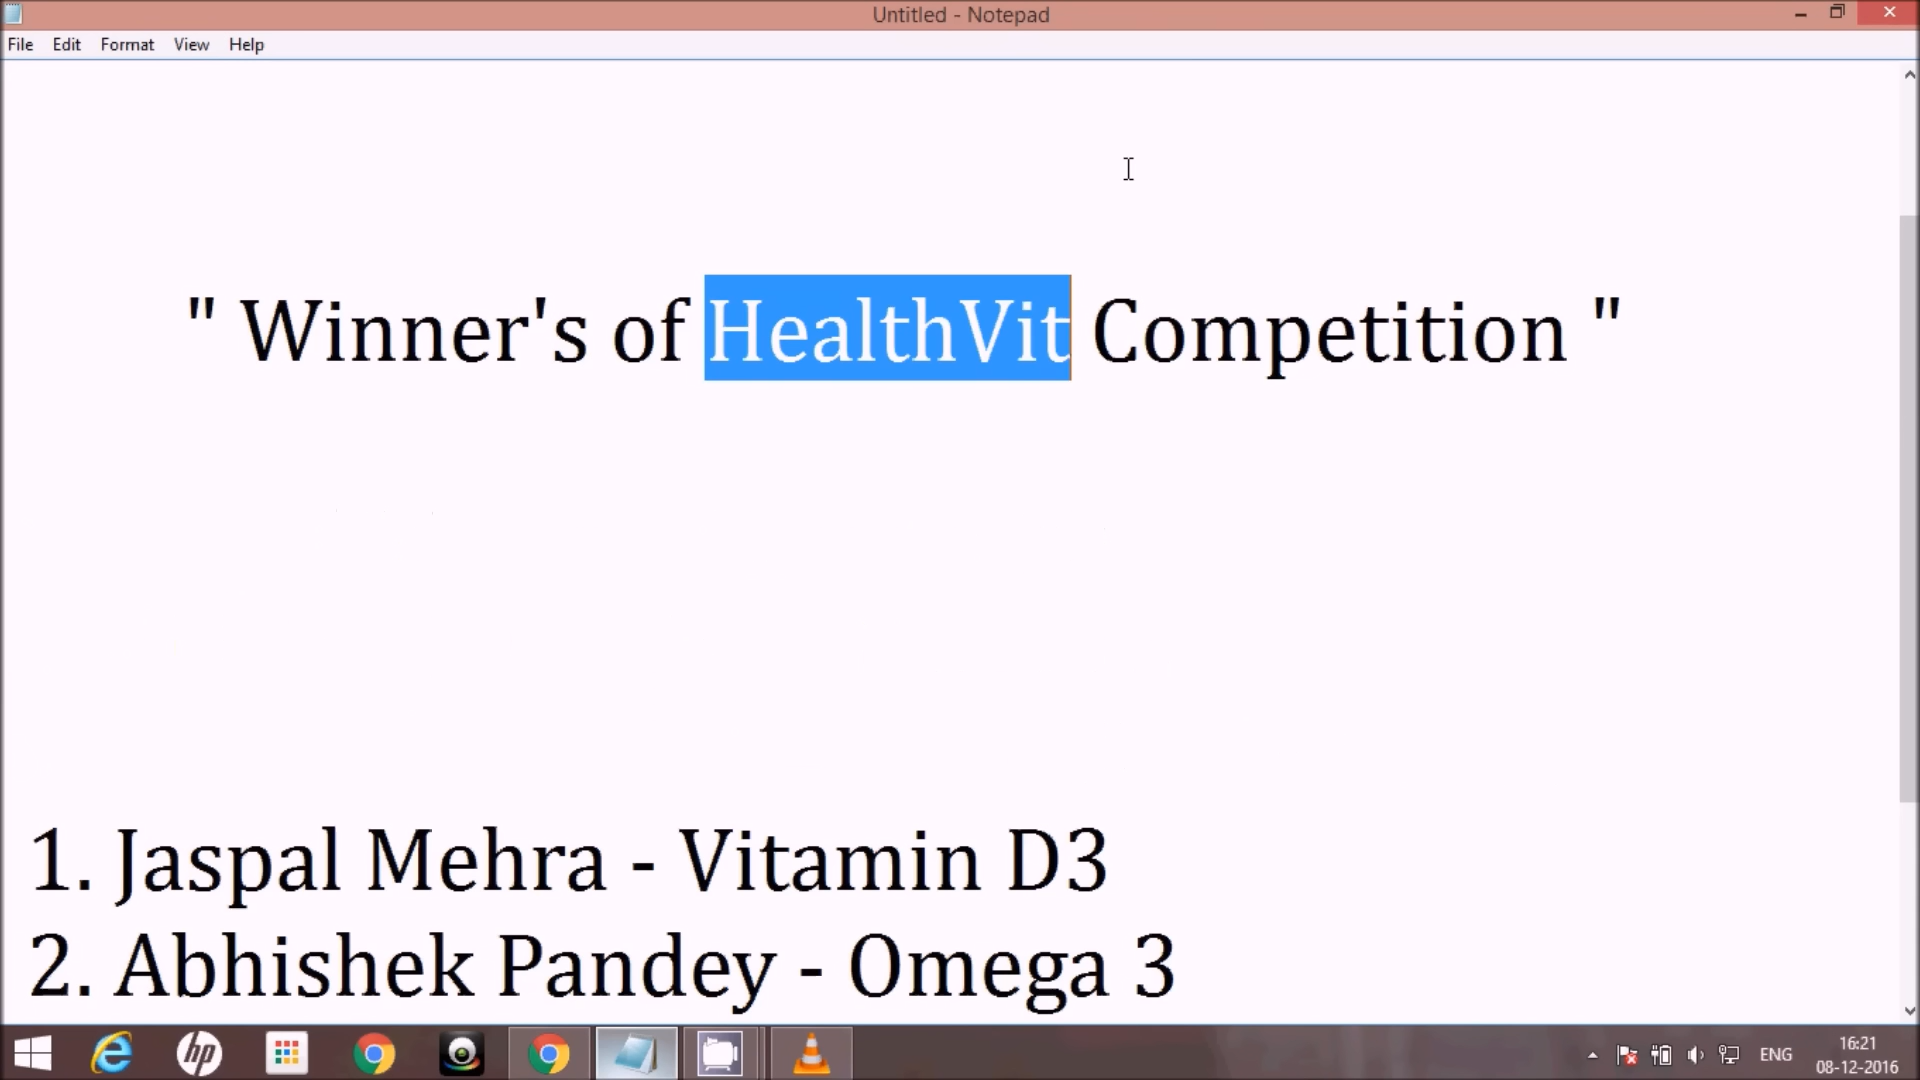 Untitled - Notepad
File Edit Format View Help
" Winner's of HealthVit Competition "
1. Jaspal Mehra - Vitamin D3
2. Abhishek Pandey - Omega 3
hp
ENG
16:21
08-12-2016